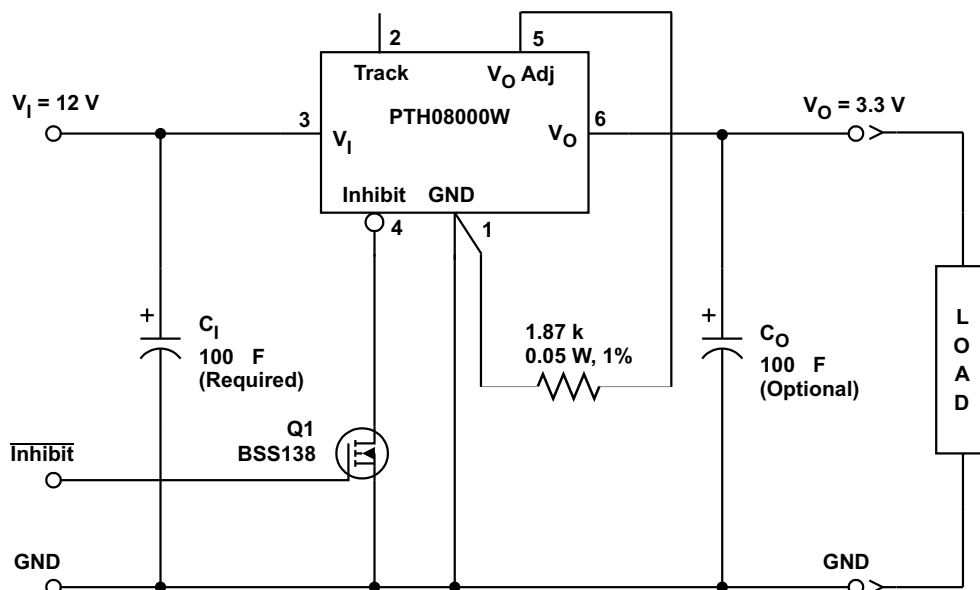 2
5
Track
V_O Adj
V_I = 12 V
PTH08000W
V_O = 3.3 V
3
V_I
V_O
6
Inhibit
GND
4
1
+
C_I
100 F
(Required)
1.87 k
0.05 W, 1%
+
C_O
100 F
(Optional)
L
O
A
D
Q1
BSS138
Inhibit
GND
GND